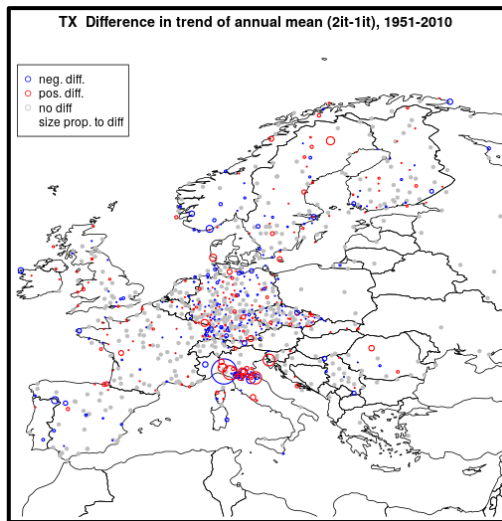 TX Difference in trend of annual mean (2it-1it), 1951-2010
neg. diff.
pos. diff.
no diff
size prop. to diff